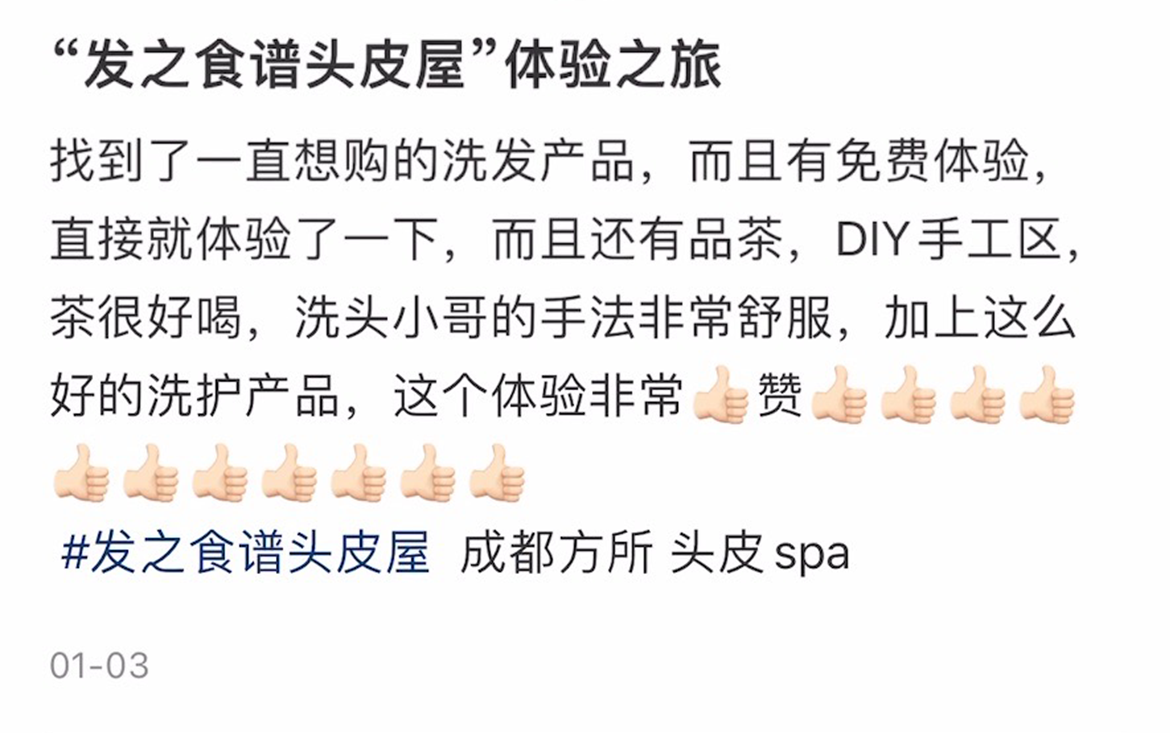 “发之食谱头皮屋”体验之旅
找到了一直想购的洗发产品，而且有免费体验，
直接就体验了一下，而且还有品茶，DIY手工区，
茶很好喝，洗头小哥的手法非常舒服，加上这么
好的洗护产品，这个体验非常👍🏻赞👍🏻👍🏻👍🏻👍🏻
👍🏻👍🏻👍🏻👍🏻👍🏻👍🏻👍🏻
#发之食谱头皮屋 成都方所 头皮spa
01-03